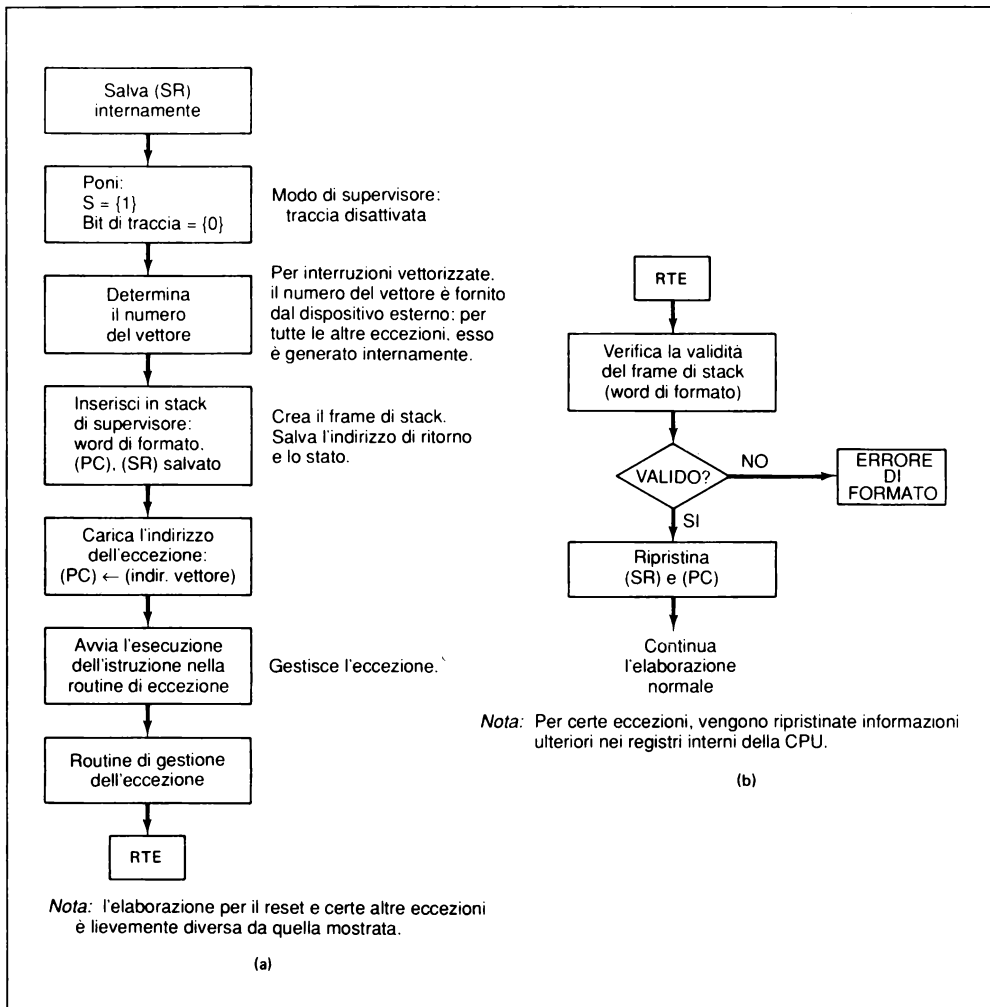 Salva (SR)
internamente
Poni:
S = {1}
Bit di traccia = {0}
Modo di supervisore:
traccia disattivata
Determina
il numero
del vettore
Per interruzioni vettorizzate.
il numero del vettore è fornito
dal dispositivo esterno: per
tutte le altre eccezioni. esso
è generato internamente.
Inserisci in stack
di supervisore:
word di formato.
(PC). (SR) salvato
Crea il frame di stack.
Salva l'indirizzo di ritorno
e lo stato.
Carica l'indirizzo
dell'eccezione:
(PC) ← (indir. vettore)
Avvia l'esecuzione
dell'istruzione nella
routine di eccezione
Gestisce l'eccezione.
Routine di gestione
dell'eccezione
RTE
Nota: l'elaborazione per il reset e certe altre eccezioni
è lievemente diversa da quella mostrata.
(a)
RTE
Verifica la validità
del frame di stack
(word di formato)
VALIDO?
NO
ERRORE
DI
FORMATO
SI
Ripristina
(SR) e (PC)
Continua
l'elaborazione
normale
Nota: Per certe eccezioni, vengono ripristinate informazioni
ulteriori nei registri interni della CPU.
(b)